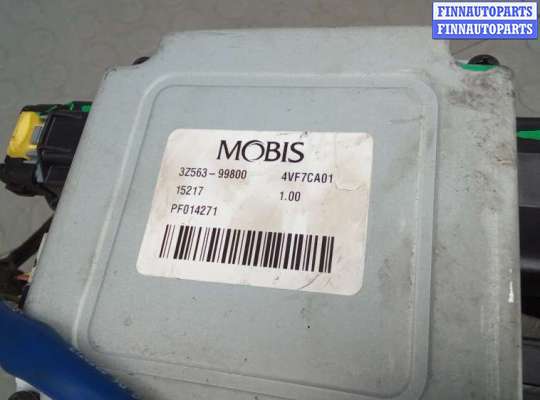 FINNAUTOPARTS
FINNAUTOPARTS
MOBIS
3Z563-99800 4VF7CA01
15217 1.00
PF014271